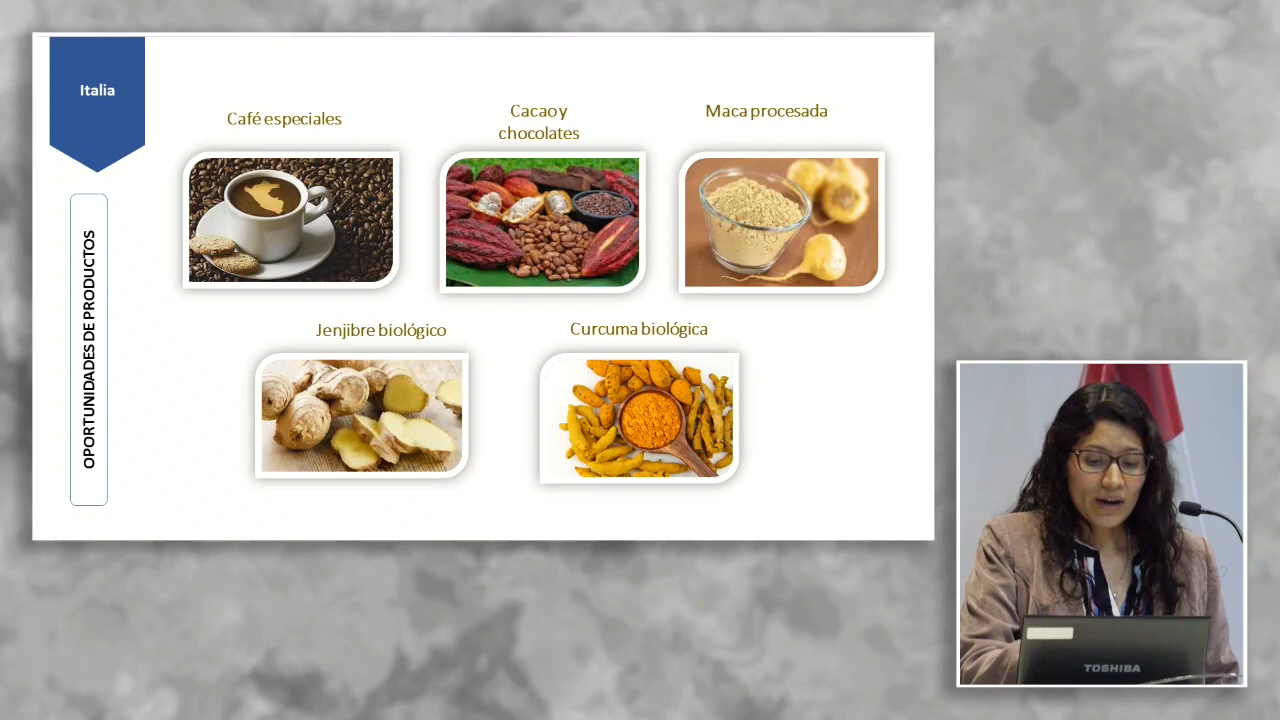 Italia
OPORTUNIDADES DE PRODUCTOS
Café especiales
Cacao y
chocolates
Maca procesada
Jenjibre biológico
Curcuma biológica
TOSHIBA